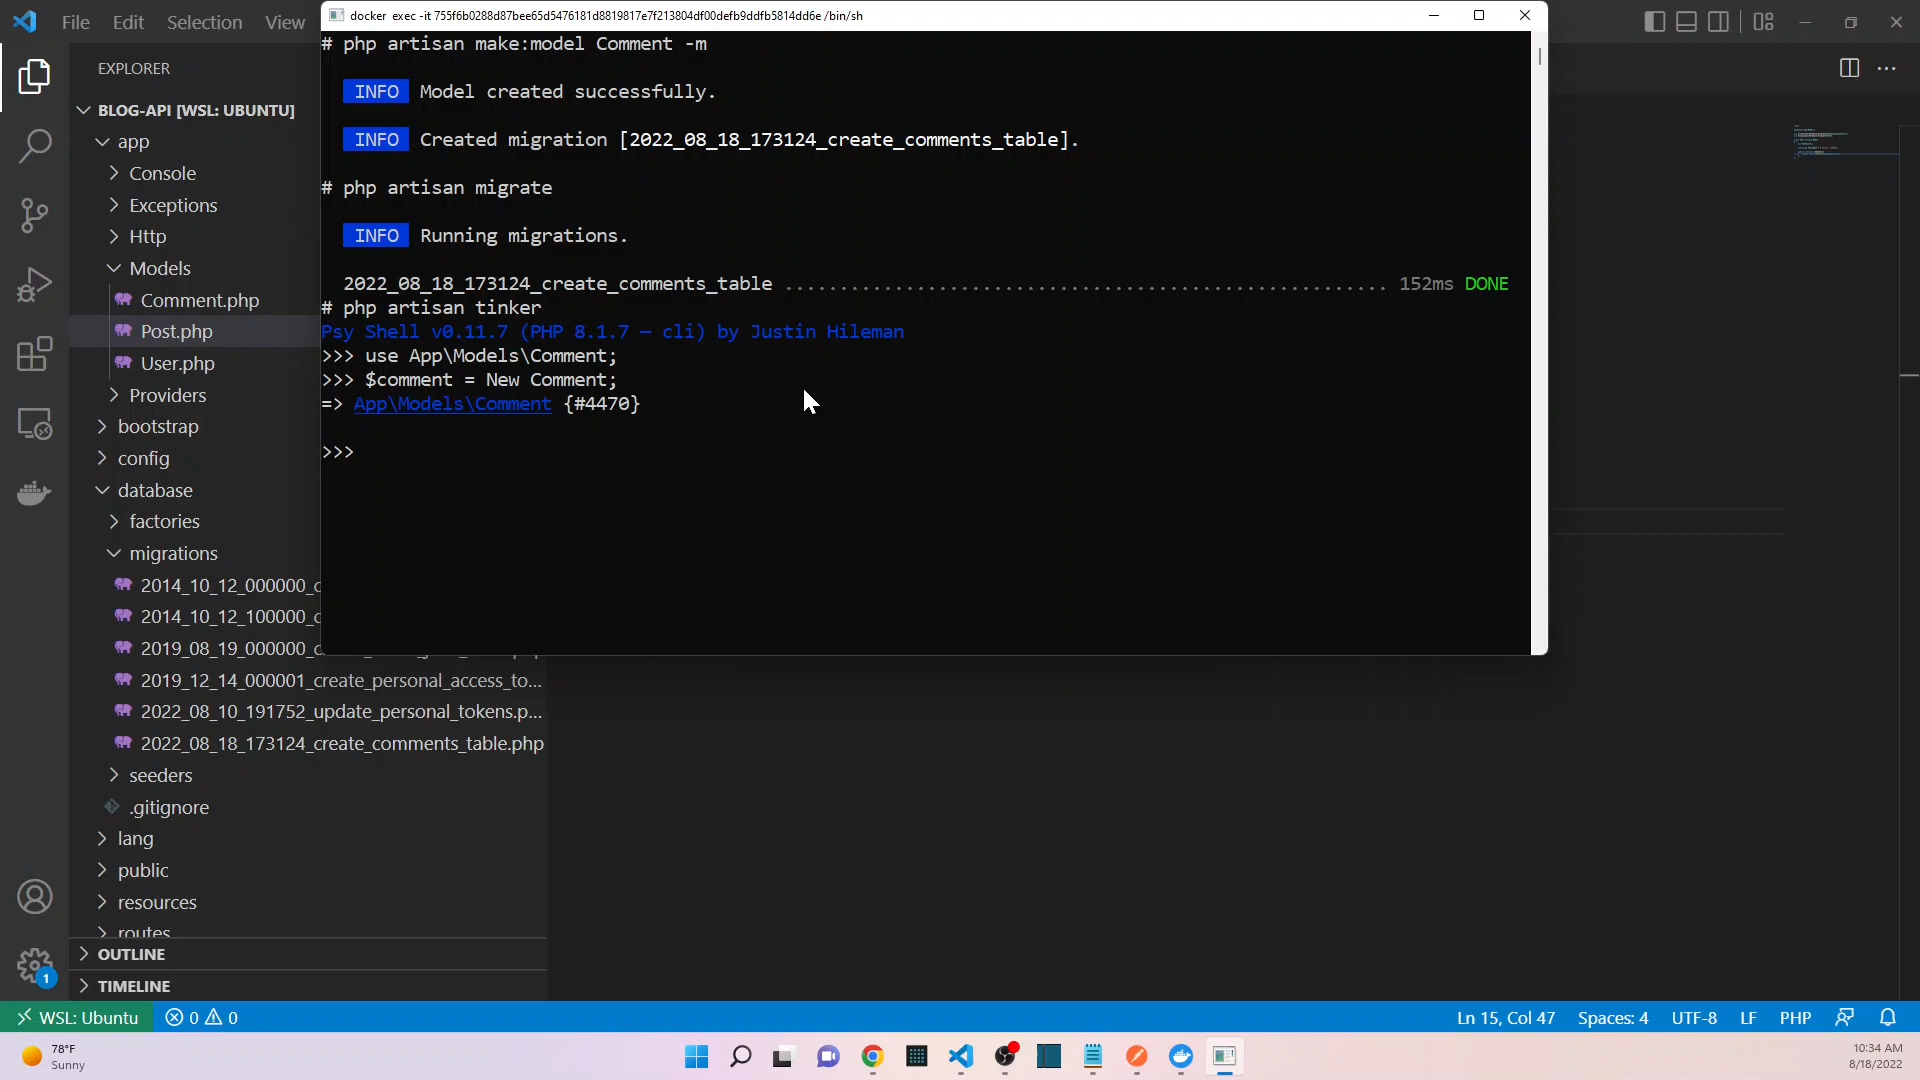 File Edit Selection View
docker exec -it 755f6b0288d87bee65d5476181d8819817e7f213804df00defb9ddfb5814dd6e /bin/sh
# php artisan make:model Comment -m
INFO Model created successfully.
INFO Created migration [2022_08_18_173124_create_comments_table].
# php artisan migrate
INFO Running migrations.
2022_08_18_173124_create_comments_table ...................................................... 152ms DONE
# php artisan tinker
Psy Shell v0.11.7 (PHP 8.1.7 — cli) by Justin Hileman
>>> use App\Models\Comment;
>>> $comment = New Comment;
=> App\Models\Comment {#4470}
>>>
EXPLORER
BLOG-API [WSL: UBUNTU]
app
Console
Exceptions
Http
Models
Comment.php
Post.php
User.php
Providers
bootstrap
config
database
factories
migrations
2014_10_12_000000_c
2014_10_12_100000_c
2019_08_19_000000_c
2019_12_14_000001_create_personal_access_to...
2022_08_10_191752_update_personal_tokens.p...
2022_08_18_173124_create_comments_table.php
seeders
.gitignore
lang
public
resources
routes
OUTLINE
TIMELINE
1
WSL: Ubuntu 0 0
Ln 15, Col 47 Spaces: 4 UTF-8 LF PHP
78°F
Sunny
10:34 AM
8/18/2022